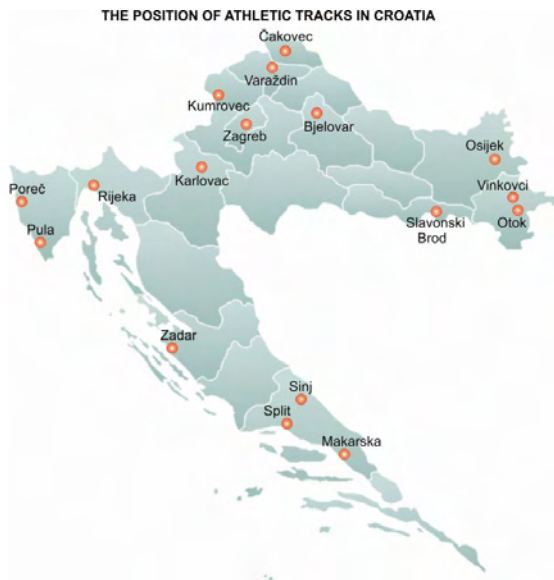 THE POSITION OF ATHLETIC TRACKS IN CROATIA
Čakovec
Varaždin
Kumrovec
Zagreb
Bjelovar
Osijek
Karlovac
Vinkovci
Poreč
Rijeka
Slavonski
Brod
Otok
Pula
Zadar
Sinj
Split
Makarska